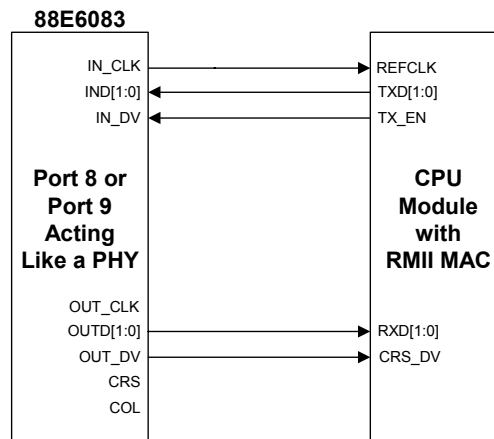 88E6083
IN_CLK
IND[1:0]
IN_DV
Port 8 or
Port 9
Acting
Like a PHY
OUT_CLK
OUTD[1:0]
OUT_DV
CRS
COL
REFCLK
TXD[1:0]
TX_EN
CPU
Module
with
RMII MAC
RXD[1:0]
CRS_DV